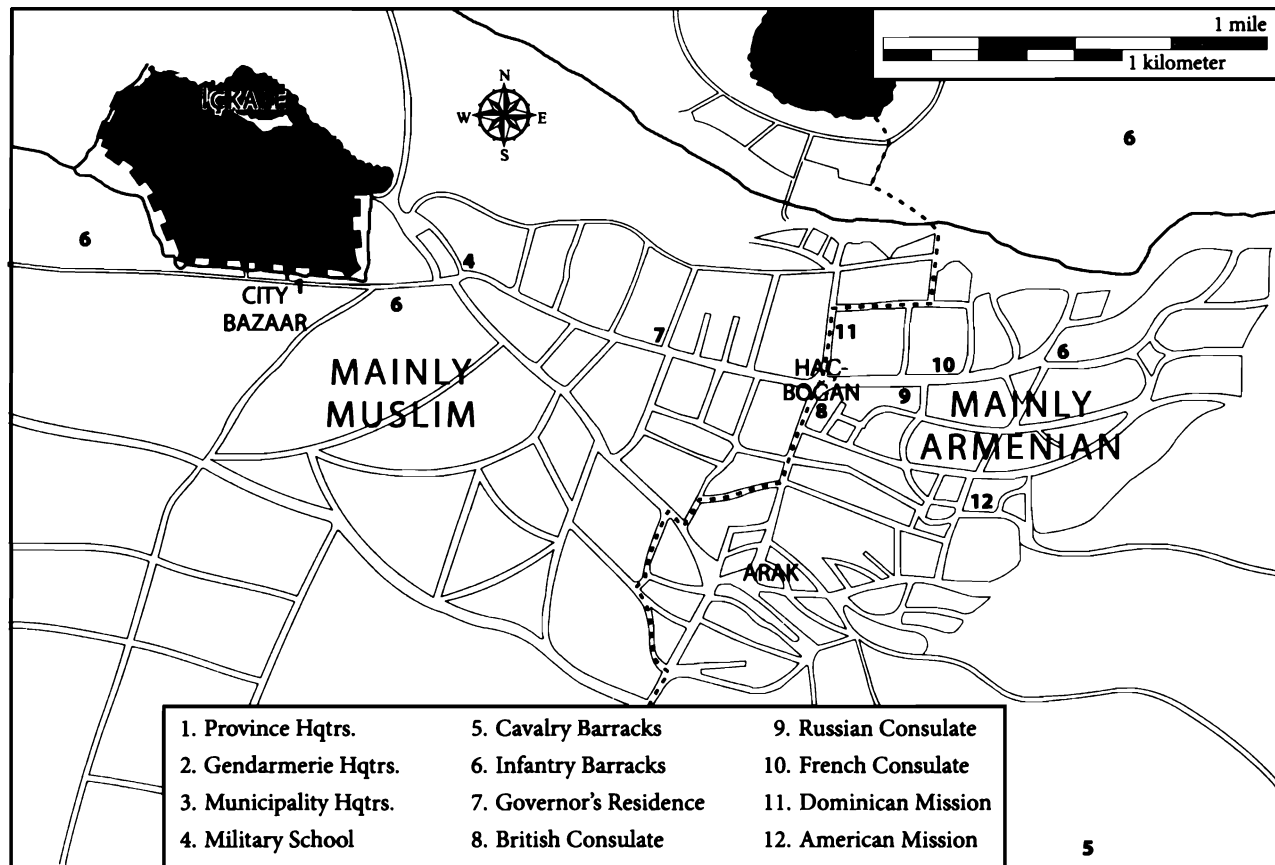 1 mile
1 kilometer
İÇKALE
N
W E
S
6
6
4
1
CITY
BAZAAR
6
7
11
10
6
MAINLY
MUSLIM
HAÇ-
BOĞAN
8
9
MAINLY
ARMENIAN
12
ARAK
1. Province Hqtrs.
2. Gendarmerie Hqtrs.
3. Municipality Hqtrs.
4. Military School
5. Cavalry Barracks
6. Infantry Barracks
7. Governor's Residence
8. British Consulate
9. Russian Consulate
10. French Consulate
11. Dominican Mission
12. American Mission
5